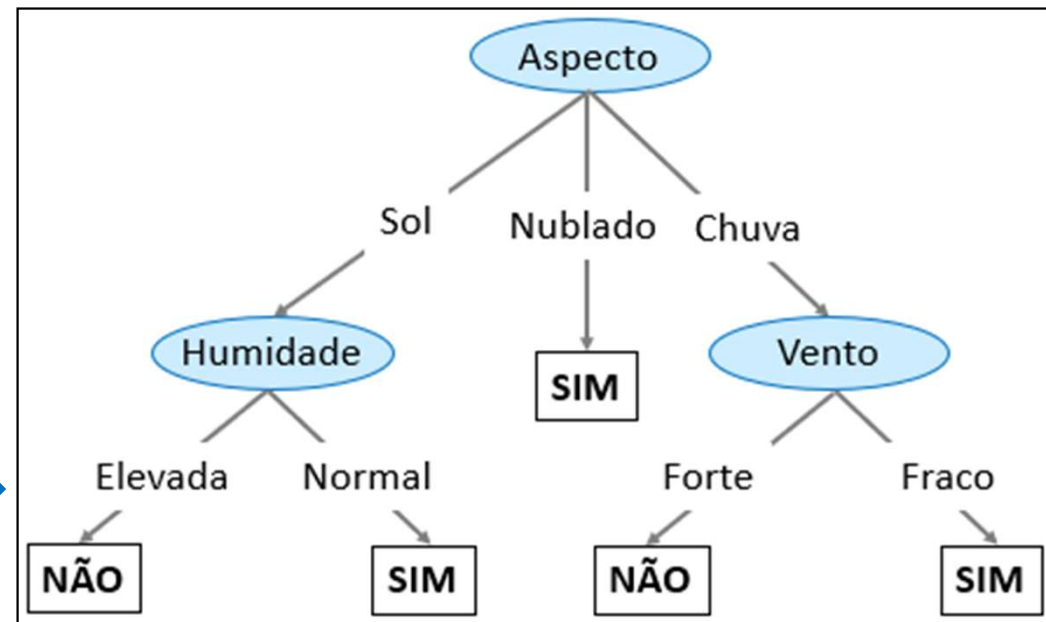 Aspecto
Sol Nublado Chuva
Humidade Vento
SIM
Elevada Normal Forte Fraco
NÃO SIM NÃO SIM